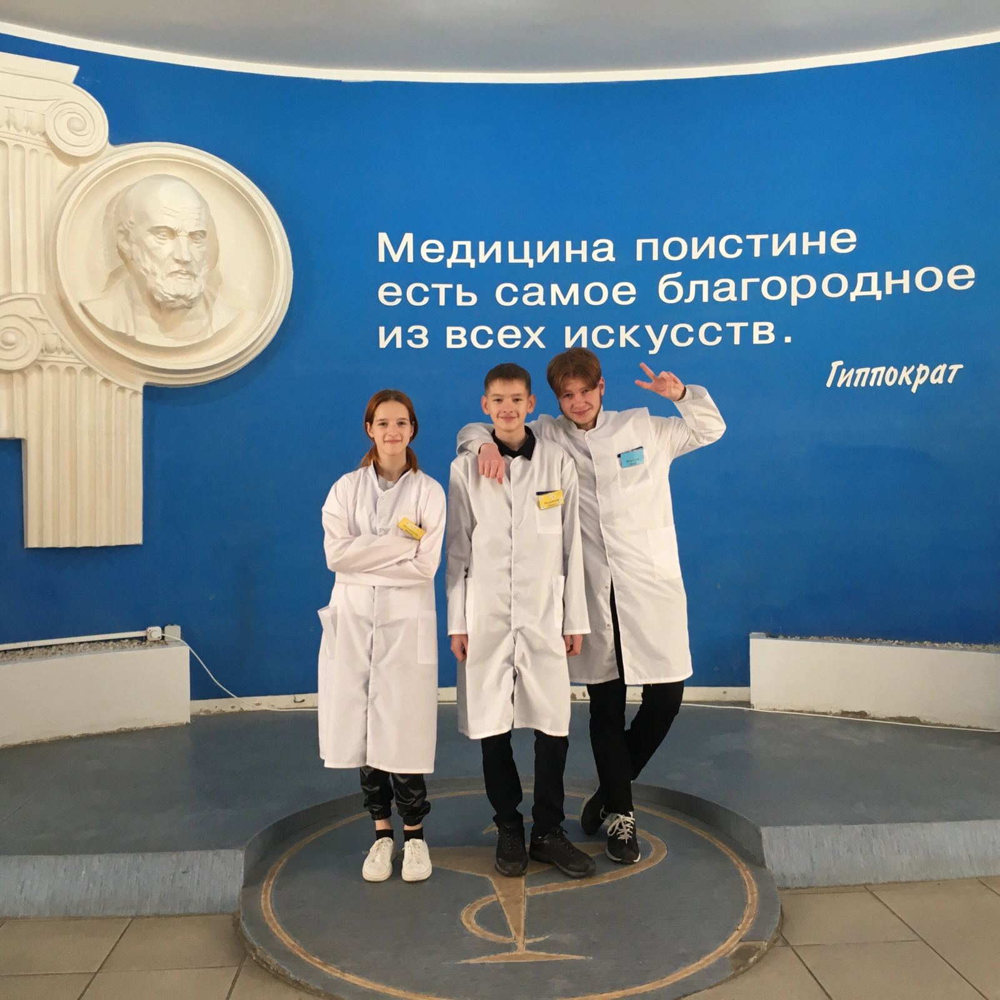 Медицина поистине
есть самое благородное
из всех искусств.
Гиппократ